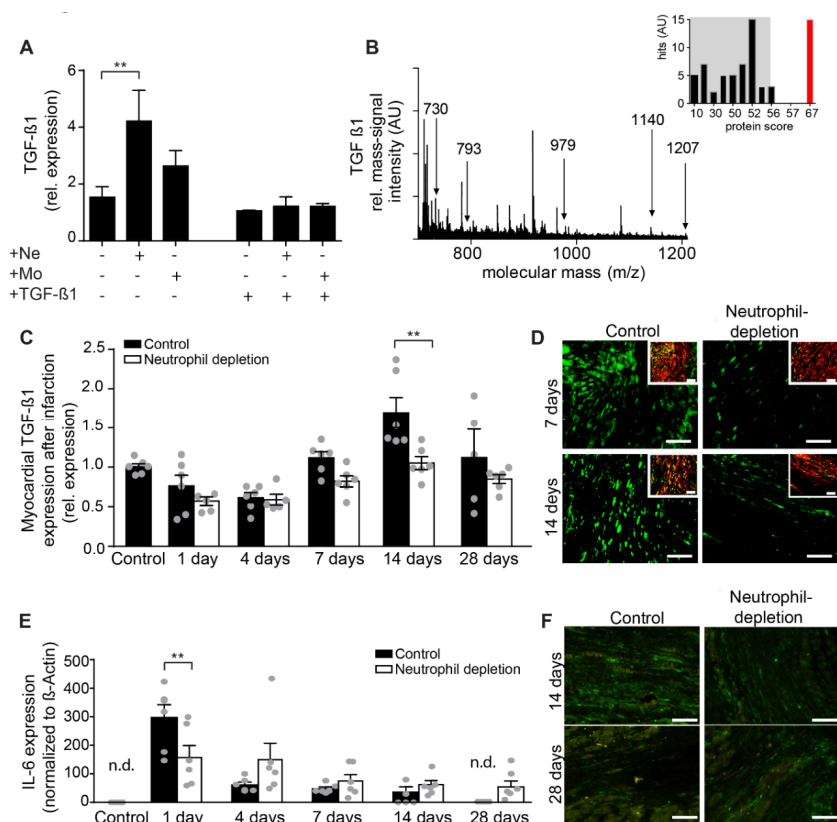 A
**
TGF-ß1
(rel. expression)
6
4
2
0
+Ne - + - - + -
+Mo - - + - - +
+TGF-ß1 - - - + + +
B
TGF ß1
rel. mass-signal
intensity (AU)
730
793
979
1140
1207
800 1000 1200
molecular mass (m/z)
hits (AU)
15
10
5
0
10 30 50 52 56 57 67
protein score
C
Control
Neutrophil depletion
**
Myocardial TGF-ß1
expression after infarction
(rel. expression)
2.5
2.0
1.5
1.0
0.5
0.0
Control 1 day 4 days 7 days 14 days 28 days
D
Control
Neutrophil-
depletion
7 days
14 days
E
Control
Neutrophil depletion
**
IL-6 expression
(normalized to ß-Actin)
500
400
300
200
100
0
n.d.
n.d.
Control 1 day 4 days 7 days 14 days 28 days
F
Control
Neutrophil-
depletion
14 days
28 days